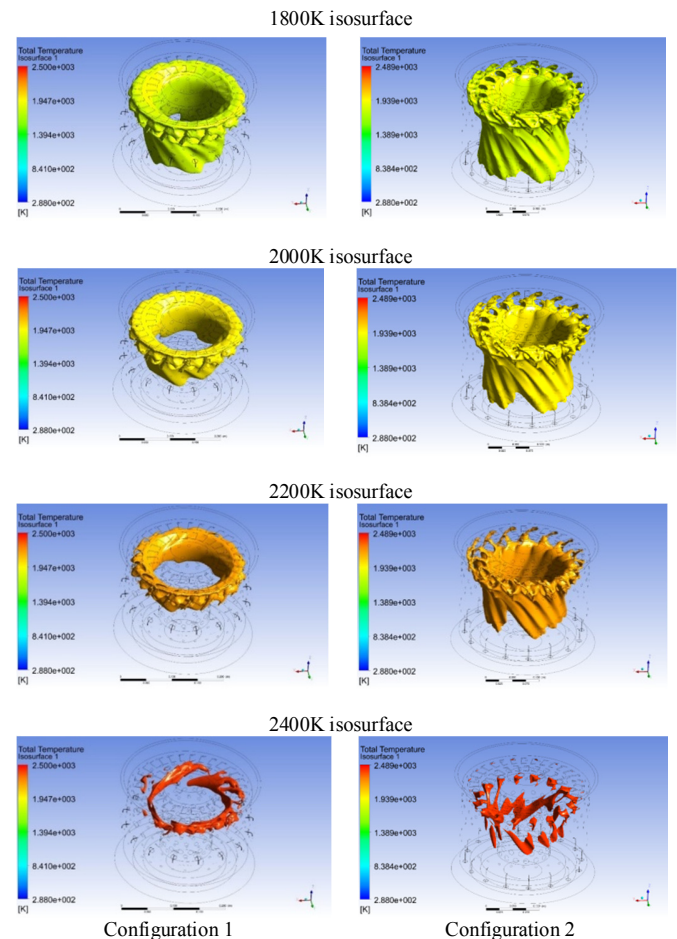 1800K isosurface
Total Temperature
Isosurface 1
2.500e+003
1.947e+003
1.394e+003
8.410e+002
2.880e+002
[K]
Total Temperature
Isosurface 1
2.489e+003
1.939e+003
1.389e+003
8.384e+002
2.880e+002
[K]
2000K isosurface
Total Temperature
Isosurface 1
2.500e+003
1.947e+003
1.394e+003
8.410e+002
2.880e+002
[K]
Total Temperature
Isosurface 1
2.489e+003
1.939e+003
1.389e+003
8.384e+002
2.880e+002
[K]
2200K isosurface
Total Temperature
Isosurface 1
2.500e+003
1.947e+003
1.394e+003
8.410e+002
2.880e+002
[K]
Total Temperature
Isosurface 1
2.489e+003
1.939e+003
1.389e+003
8.384e+002
2.880e+002
[K]
2400K isosurface
Total Temperature
Isosurface 1
2.500e+003
1.947e+003
1.394e+003
8.410e+002
2.880e+002
[K]
Total Temperature
Isosurface 1
2.489e+003
1.939e+003
1.389e+003
8.384e+002
2.880e+002
[K]
Configuration 1
Configuration 2